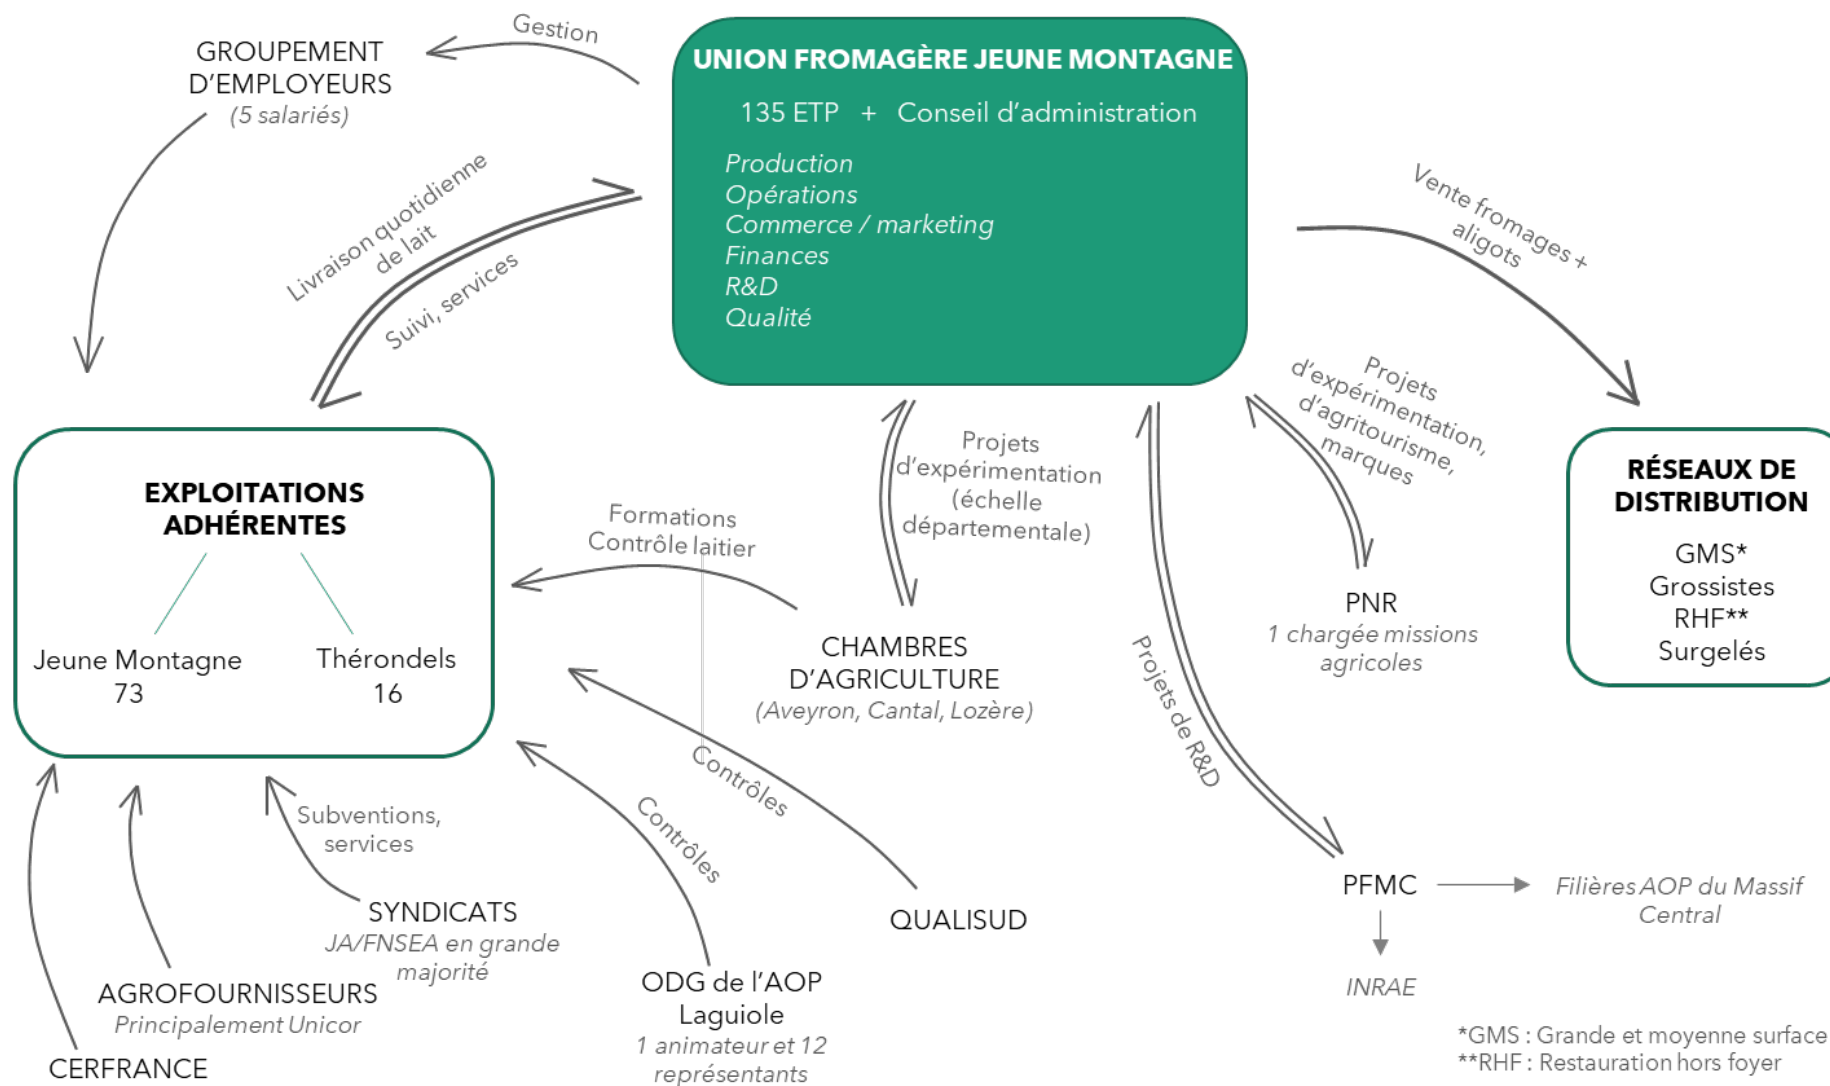 GROUPEMENT
D'EMPLOYEURS
(5 salariés)
Gestion
UNION FROMAGÈRE JEUNE MONTAGNE
135 ETP + Conseil d'administration
Production
Opérations
Commerce / marketing
Finances
R&D
Qualité
Livraison quotidienne
de lait
Suivi, services
Vente fromages +
aligots
Projets
d'expérimentation,
d'agritourisme,
marques
Projets
d'expérimentation
(échelle
départementale)
EXPLOITATIONS
ADHÉRENTES
Jeune Montagne
73
Thérondels
16
Formations
Contrôle laitier
CHAMBRES
D'AGRICULTURE
(Aveyron, Cantal, Lozère)
PNR
1 chargée missions
agricoles
RÉSEAUX DE
DISTRIBUTION
GMS*
Grossistes
RHF**
Surgelés
Projets de R&D
Contrôles
Contrôles
Subventions,
services
SYNDICATS
JA/FNSEA en grande
majorité
QUALISUD
PFMC
Filières AOP du Massif
Central
INRAE
AGROFOURNISSEURS
Principalement Unicor
ODG de l'AOP
Laguiole
1 animateur et 12
représentants
CERFRANCE
*GMS : Grande et moyenne surface
**RHF : Restauration hors foyer